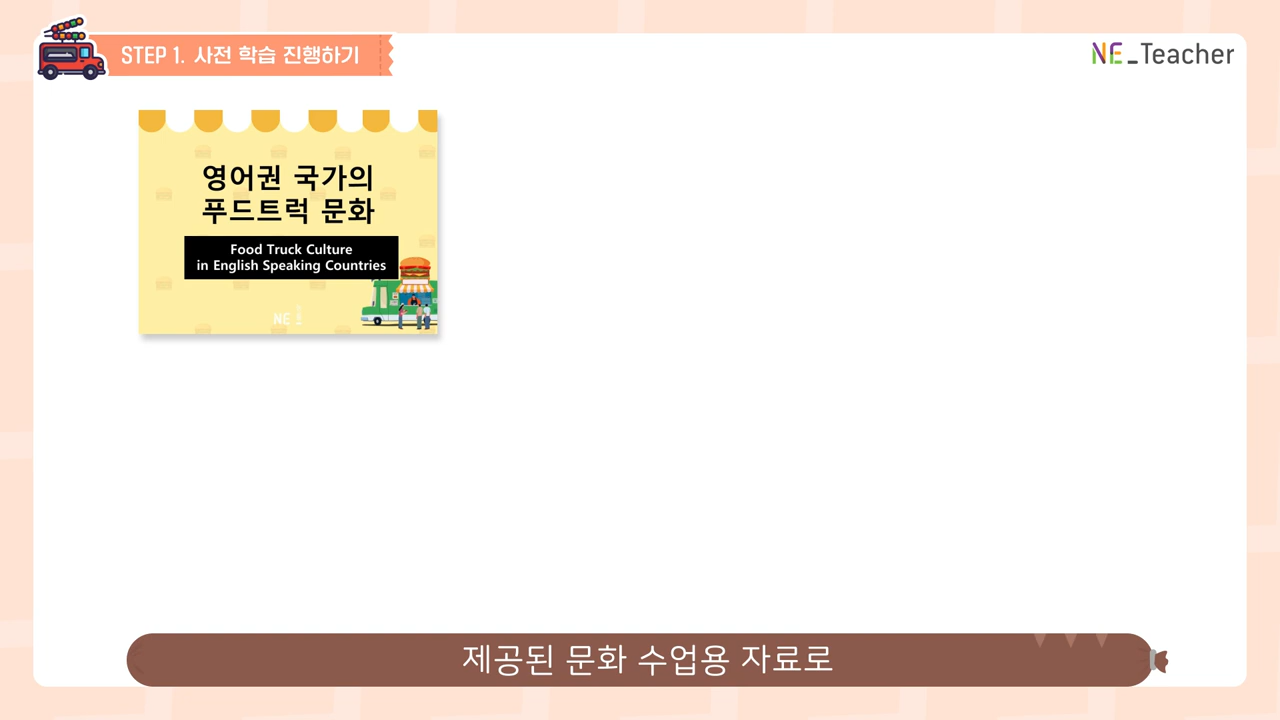 STEP 1. 사전 학습 진행하기
NE_Teacher
영어권 국가의
푸드트럭 문화
Food Truck Culture
in English Speaking Countries
NE
제공된 문화 수업용 자료로